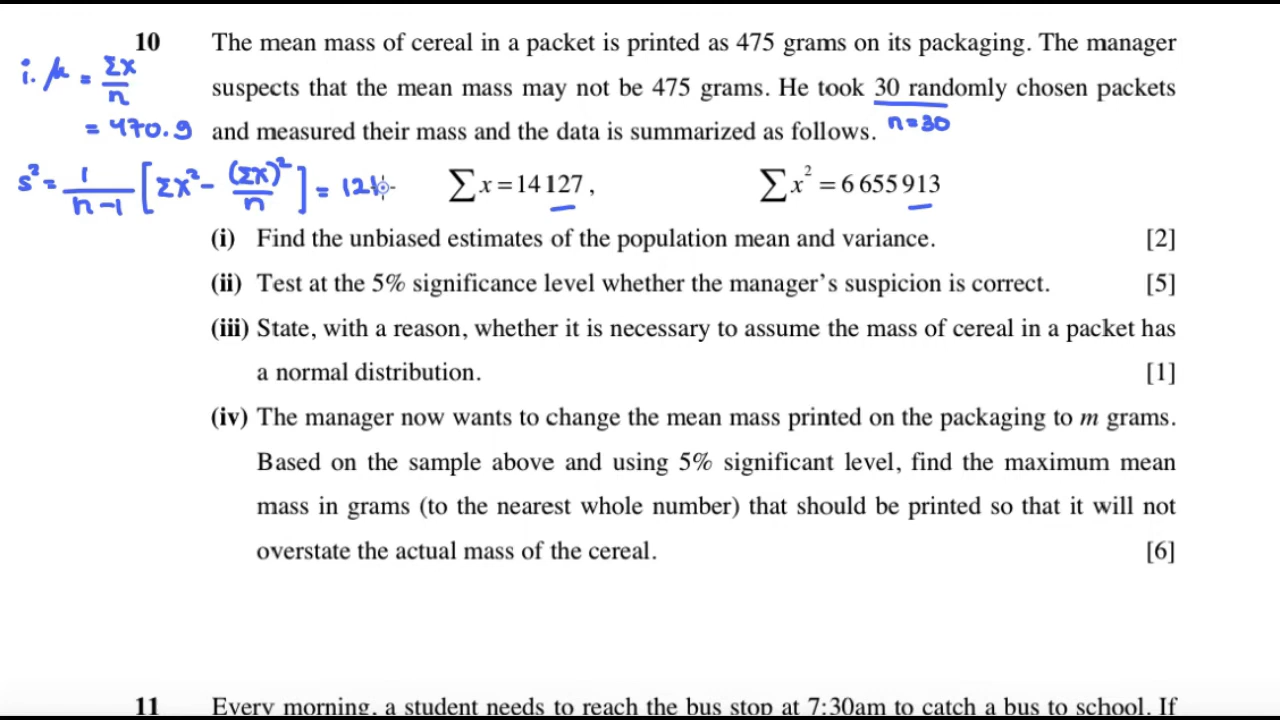 10 The mean mass of cereal in a packet is printed as 475 grams on its packaging. The manager
i. μ = Σx/n
suspects that the mean mass may not be 475 grams. He took 30 randomly chosen packets
= 470.9 and measured their mass and the data is summarized as follows. n=30
s² = 1/(n-1) [Σx² - (Σx)²/n] = 121
∑x = 14127, ∑x² = 6 655 913
(i) Find the unbiased estimates of the population mean and variance. [2]
(ii) Test at the 5% significance level whether the manager's suspicion is correct. [5]
(iii) State, with a reason, whether it is necessary to assume the mass of cereal in a packet has
a normal distribution. [1]
(iv) The manager now wants to change the mean mass printed on the packaging to m grams.
Based on the sample above and using 5% significant level, find the maximum mean
mass in grams (to the nearest whole number) that should be printed so that it will not
overstate the actual mass of the cereal. [6]
11 Every morning, a student needs to reach the bus stop at 7:30am to catch a bus to school. If